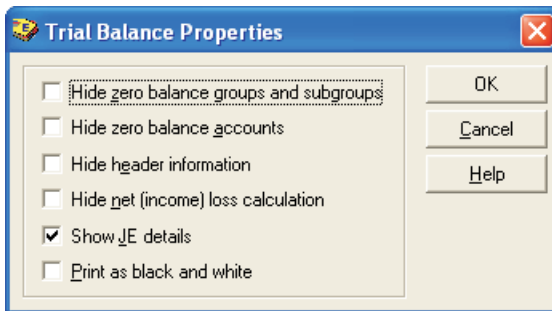 Trial Balance Properties
Hide zero balance groups and subgroups
Hide zero balance accounts
Hide header information
Hide net (income) loss calculation
Show JE details
Print as black and white
OK
Cancel
Help